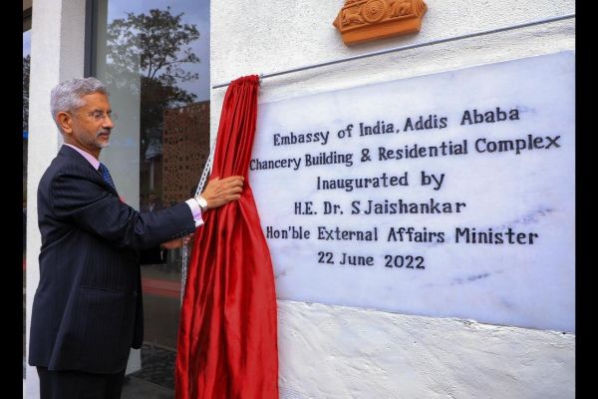 Embassy of India, Addis Ababa
Chancery Building & Residential Complex
Inaugurated by
H.E. Dr. S Jaishankar
Hon'ble External Affairs Minister
22 June 2022